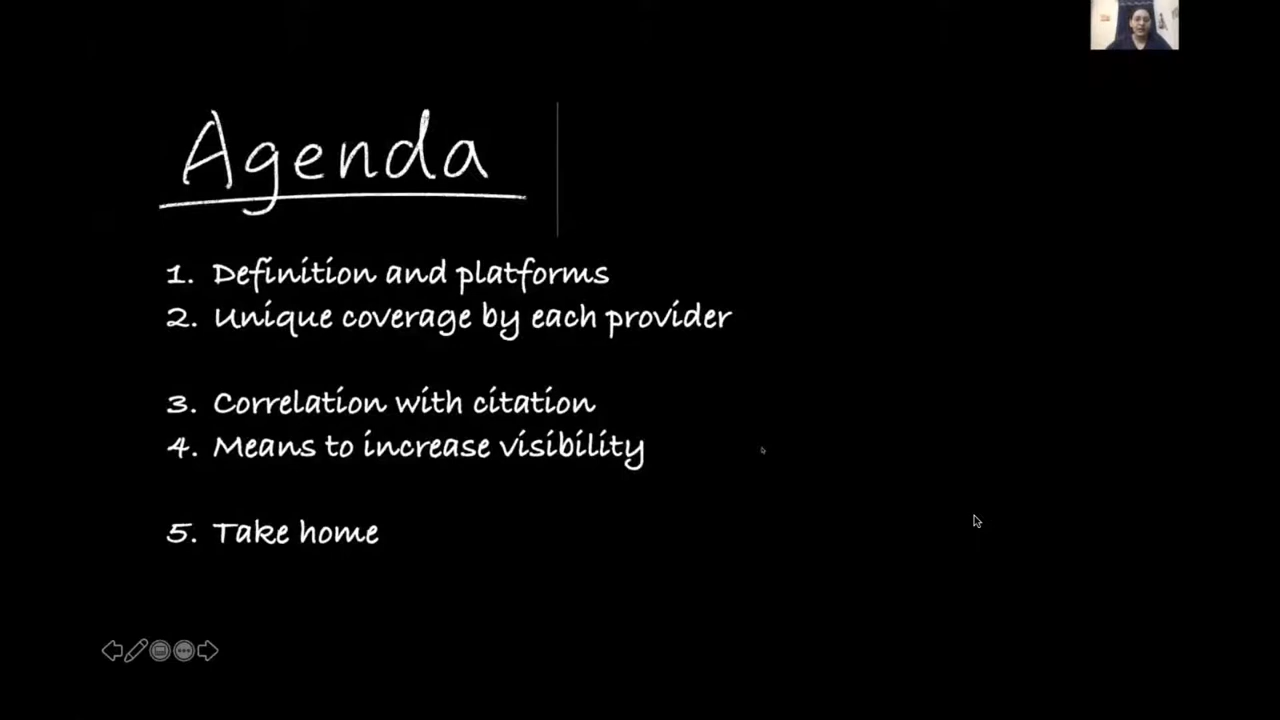 Agenda
1. Definition and platforms
2. Unique coverage by each provider
3. Correlation with citation
4. Means to increase visibility
5. Take home